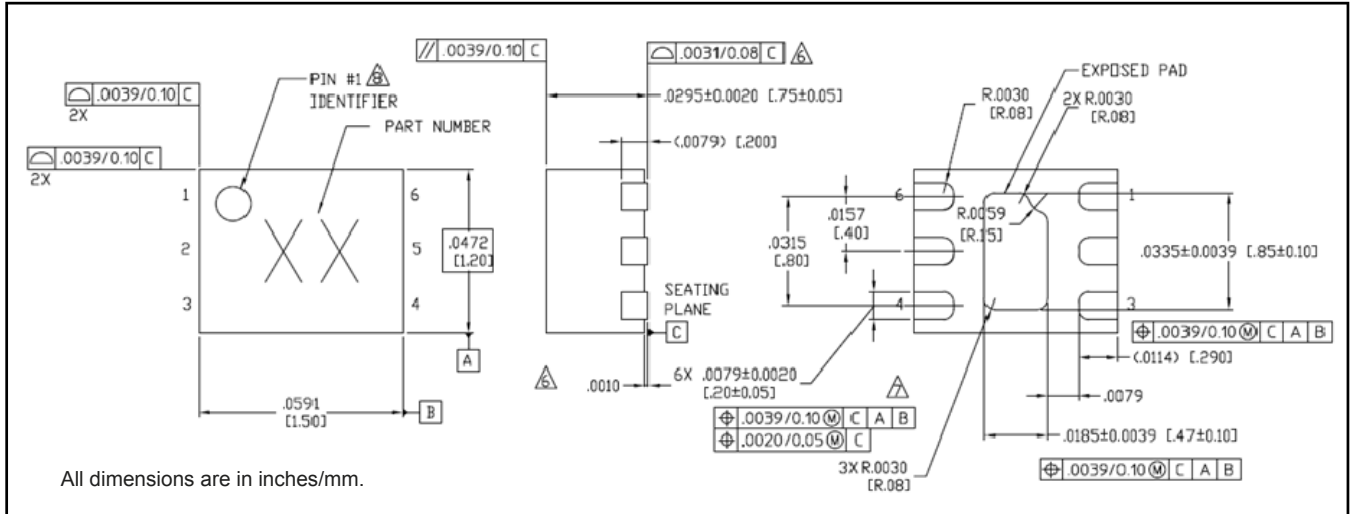 // .0039/0.10 C
⌓ .0031/0.08 C 6
⌓ .0039/0.10 C
2X
PIN #1 8
IDENTIFIER
PART NUMBER
⌓ .0039/0.10 C
2X
.0295±0.0020 [.75±0.05]
(.0079) [.200]
EXPOSED PAD
R.0030
[R.08]
2X R.0030
[R.08]
1
2
3
6
5
4
XX
.0472
[1.20]
A
.0591
[1.50]
B
SEATING
PLANE
C
6
.0010
6
4
1
3
.0157
[.40]
.0315
[.80]
R.0059
[R.15]
.0335±0.0039 [.85±0.10]
⌖ .0039/0.10 Ⓜ C A B
(.0114) [.290]
6X .0079±0.0020
[.20±0.05]
7
⌖ .0039/0.10 Ⓜ C A B
⌖ .0020/0.05 Ⓜ C
.0079
.0185±0.0039 [.47±0.10]
⌖ .0039/0.10 Ⓜ C A B
3X R.0030
[R.08]
All dimensions are in inches/mm.